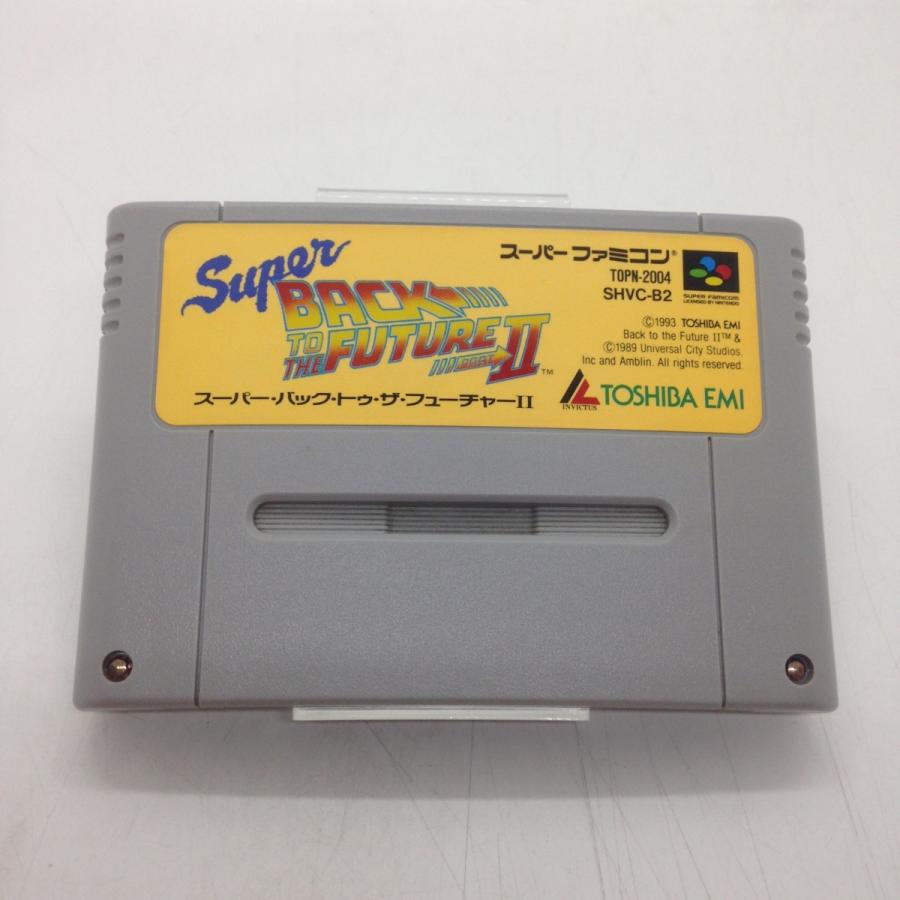 Super
BACK
TO
THE FUTURE
PART II™
スーパー・バック・トゥ・ザ・フューチャーII
スーパーファミコン®
TOPN-2004
SHVC-B2
SUPER FAMICOM
LICENSED BY NINTENDO
©1993 TOSHIBA EMI
Back to the Future II™ &
©1989 Universal City Studios.
Inc and Amblin. All rights reserved.
INVICTUS
TOSHIBA EMI